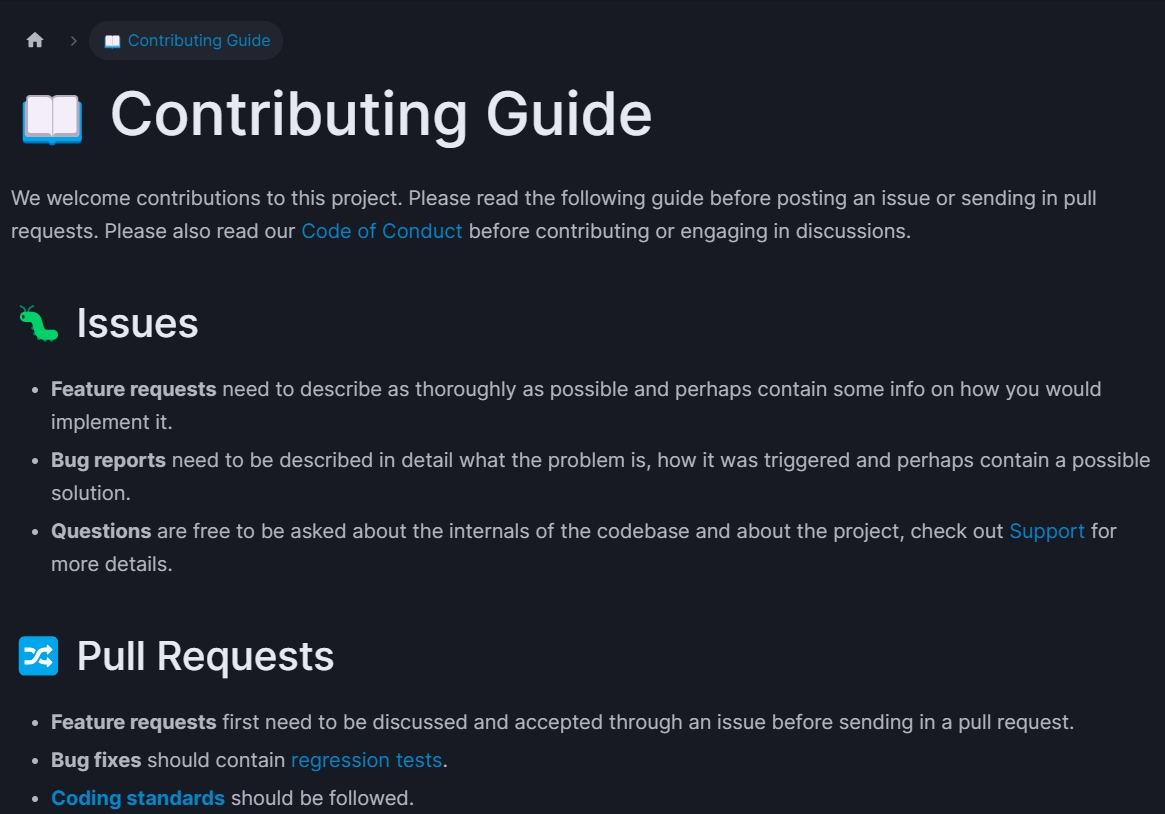 Contributing Guide
Contributing Guide
We welcome contributions to this project. Please read the following guide before posting an issue or sending in pull
requests. Please also read our Code of Conduct before contributing or engaging in discussions.
Issues
• Feature requests need to describe as thoroughly as possible and perhaps contain some info on how you would
implement it.
• Bug reports need to be described in detail what the problem is, how it was triggered and perhaps contain a possible
solution.
• Questions are free to be asked about the internals of the codebase and about the project, check out Support for
more details.
Pull Requests
• Feature requests first need to be discussed and accepted through an issue before sending in a pull request.
• Bug fixes should contain regression tests.
• Coding standards should be followed.